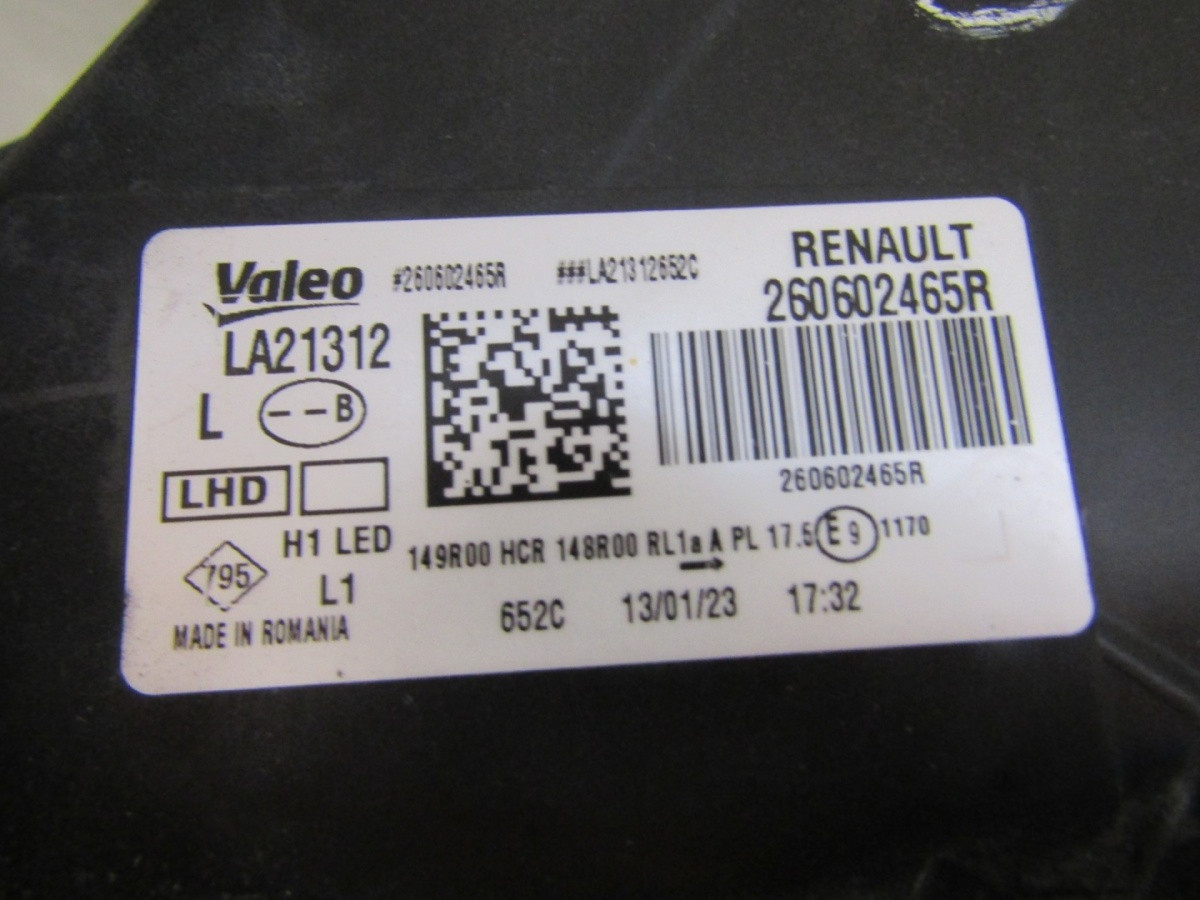 Valeo #260602465R ###LA21312652C RENAULT
260602465R
LA21312
L --B
LHD
260602465R
H1 LED
149R00 HCR 148R00 RL1a A PL 17.5 E 9 1170
795
L1
652C 13/01/23 17:32
MADE IN ROMANIA